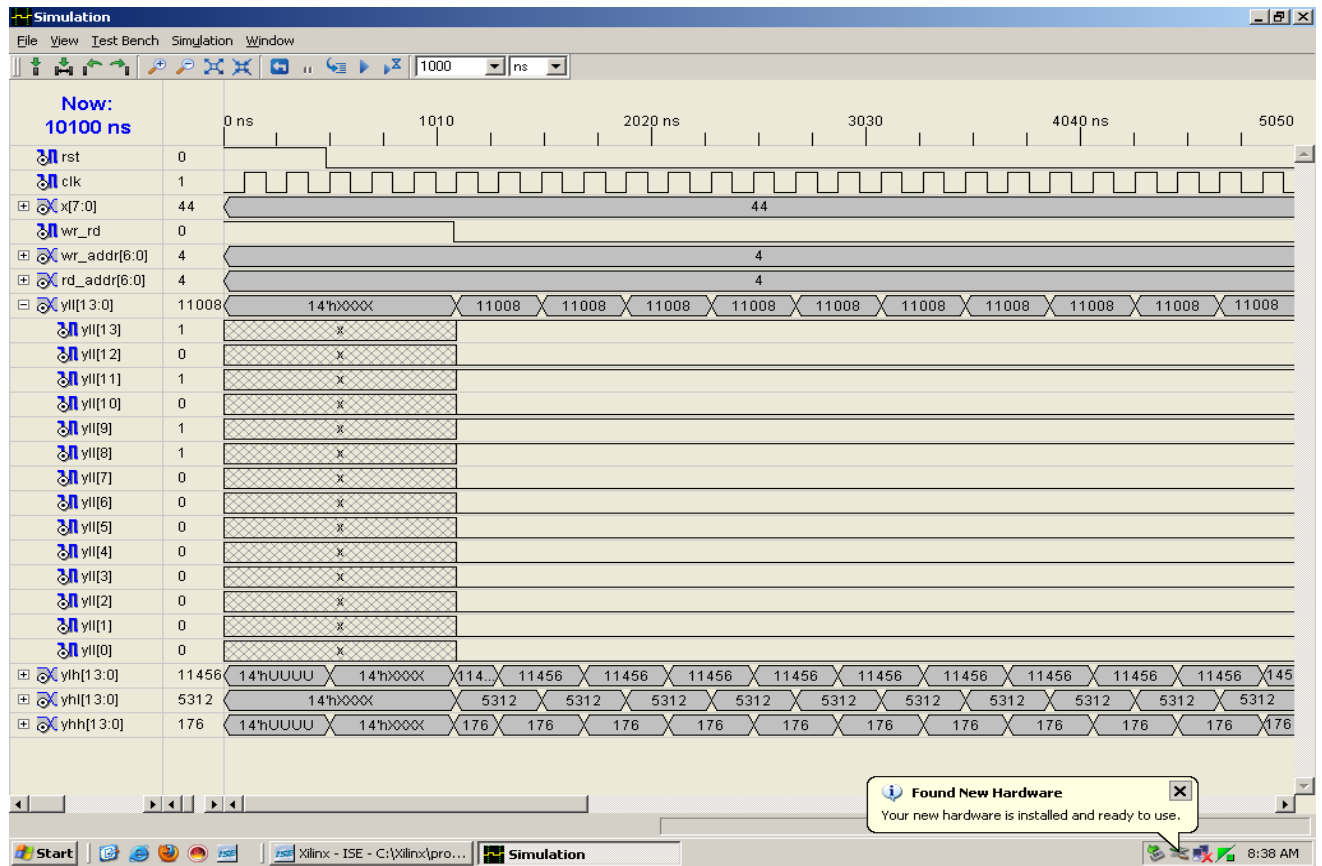 Simulation
File View Test Bench Simulation Window
1000 ns
Now:
10100 ns
0 ns 1010 2020 ns 3030 4040 ns 5050
rst 0
clk 1
x[7:0] 44 44
wr_rd 0
wr_addr[6:0] 4 4
rd_addr[6:0] 4 4
yll[13:0] 11008 14'hXXXX 11008 11008 11008 11008 11008 11008 11008 11008 11008 11008
yll[13] 1 x
yll[12] 0 x
yll[11] 1 x
yll[10] 0 x
yll[9] 1 x
yll[8] 1 x
yll[7] 0 x
yll[6] 0 x
yll[5] 0 x
yll[4] 0 x
yll[3] 0 x
yll[2] 0 x
yll[1] 0 x
yll[0] 0 x
ylh[13:0] 11456 14'hUUUU 14'hXXXX 114... 11456 11456 11456 11456 11456 11456 11456 11456 11456 145
yhl[13:0] 5312 14'hXXXX 5312 5312 5312 5312 5312 5312 5312 5312 5312 5312
yhh[13:0] 176 14'hUUUU 14'hXXXX 176 176 176 176 176 176 176 176 176 176 176
Found New Hardware
Your new hardware is installed and ready to use.
Start ISE Xilinx - ISE - C:\Xilinx\pro... Simulation 8:38 AM